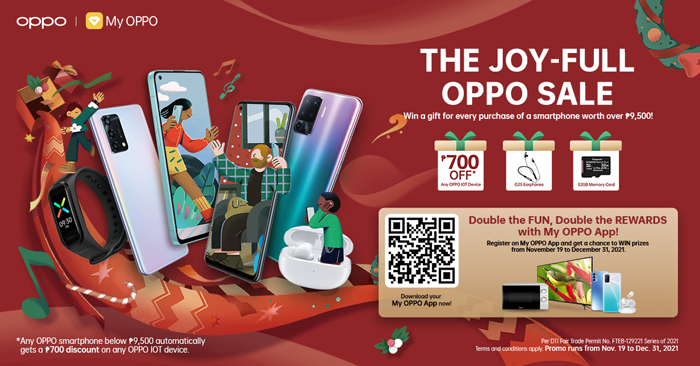 oppo | My OPPO
THE JOY-FULL
OPPO SALE
Win a gift for every purchase of a smartphone worth over ₱9,500!
₱700
OFF*
Any OPPO IOT Device
G25 Earphones
32GB Memory Card
Double the FUN, Double the REWARDS
with My OPPO App!
Register on My OPPO App and get a chance to WIN prizes
from November 19 to December 31, 2021.
Download your
My OPPO App now!
09:30
*Any OPPO smartphone below ₱9,500 automatically
gets a ₱700 discount on any OPPO IOT device.
Per DTI Fair Trade Permit No. FTEB-129221 Series of 2021
Terms and conditions apply. Promo runs from Nov. 19 to Dec. 31, 2021